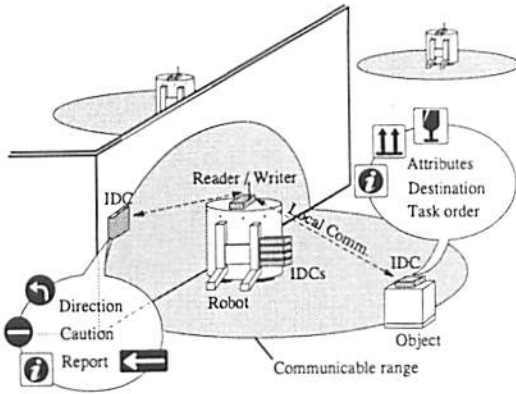 Attributes
Destination
Task order
Reader / Writer
IDC
Local Comm.
IDC
IDCs
Robot
Object
Direction
Caution
Report
Communicable range